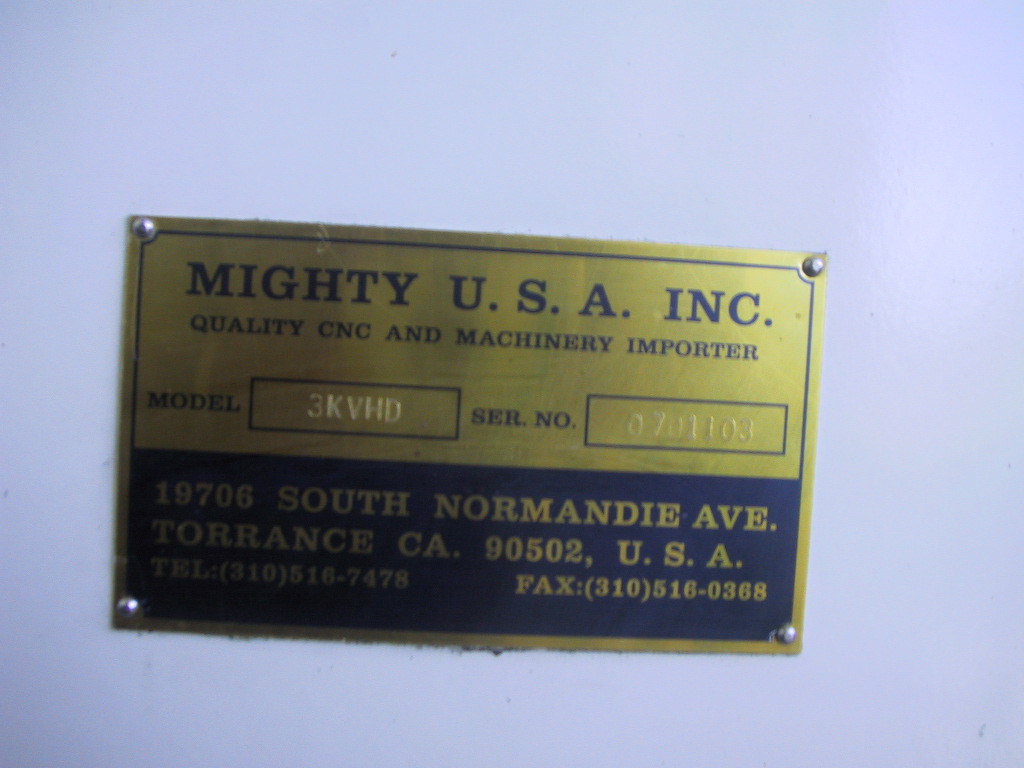 MIGHTY U. S. A. INC.
QUALITY CNC AND MACHINERY IMPORTER
MODEL 3KVHD SER. NO. 0701103
19706 SOUTH NORMANDIE AVE.
TORRANCE CA. 90502, U. S. A.
TEL:(310)516-7478 FAX:(310)516-0368